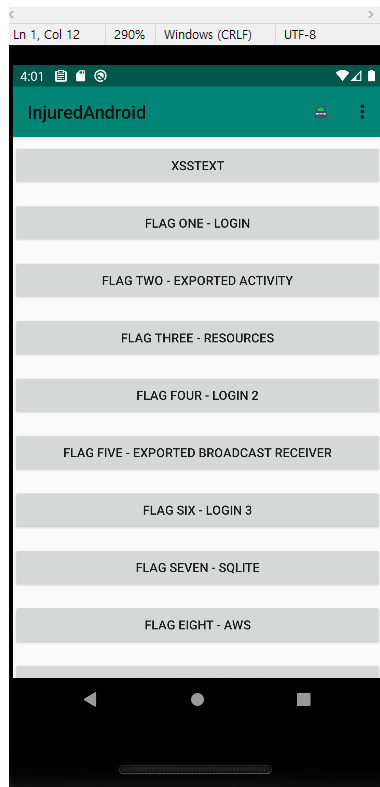 Ln 1, Col 12 290% Windows (CRLF) UTF-8
4:01
InjuredAndroid
XSSTEXT
FLAG ONE - LOGIN
FLAG TWO - EXPORTED ACTIVITY
FLAG THREE - RESOURCES
FLAG FOUR - LOGIN 2
FLAG FIVE - EXPORTED BROADCAST RECEIVER
FLAG SIX - LOGIN 3
FLAG SEVEN - SQLITE
FLAG EIGHT - AWS